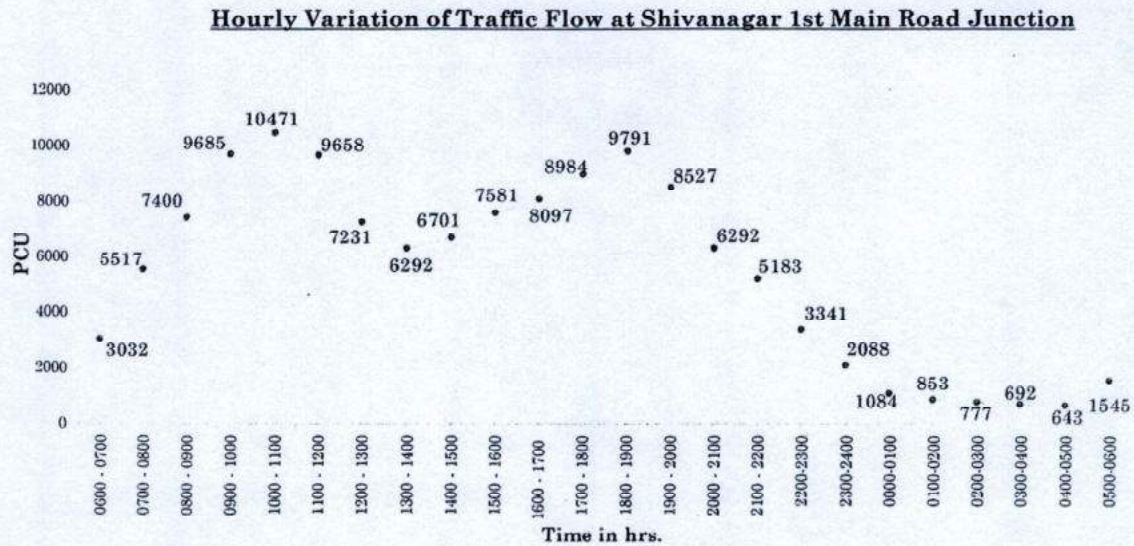 Hourly Variation of Traffic Flow at Shivanagar 1st Main Road Junction
PCU
12000
10000
8000
6000
4000
2000
0
3032
5517
7400
9685
10471
9658
7231
6292
6701
7581
8097
8984
9791
8527
6292
5183
3341
2088
1084
853
777
692
643
1545
0600 - 0700
0700 - 0800
0800 - 0900
0900 - 1000
1000 - 1100
1100 - 1200
1200 - 1300
1300 - 1400
1400 - 1500
1500 - 1600
1600 - 1700
1700 - 1800
1800 - 1900
1900 - 2000
2000 - 2100
2100 - 2200
2200-2300
2300-2400
0000-0100
0100-0200
0200-0300
0300-0400
0400-0500
0500-0600
Time in hrs.